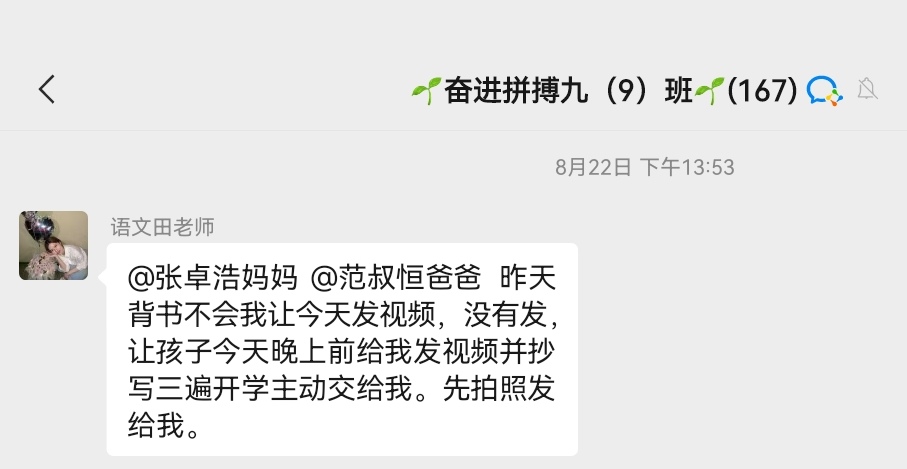 🌱奋进拼搏九（9）班🌱(167)
8月22日 下午13:53
语文田老师
@张卓浩妈妈 @范叔恒爸爸 昨天
背书不会我让今天发视频，没有发，
让孩子今天晚上前给我发视频并抄
写三遍开学主动交给我。先拍照发
给我。